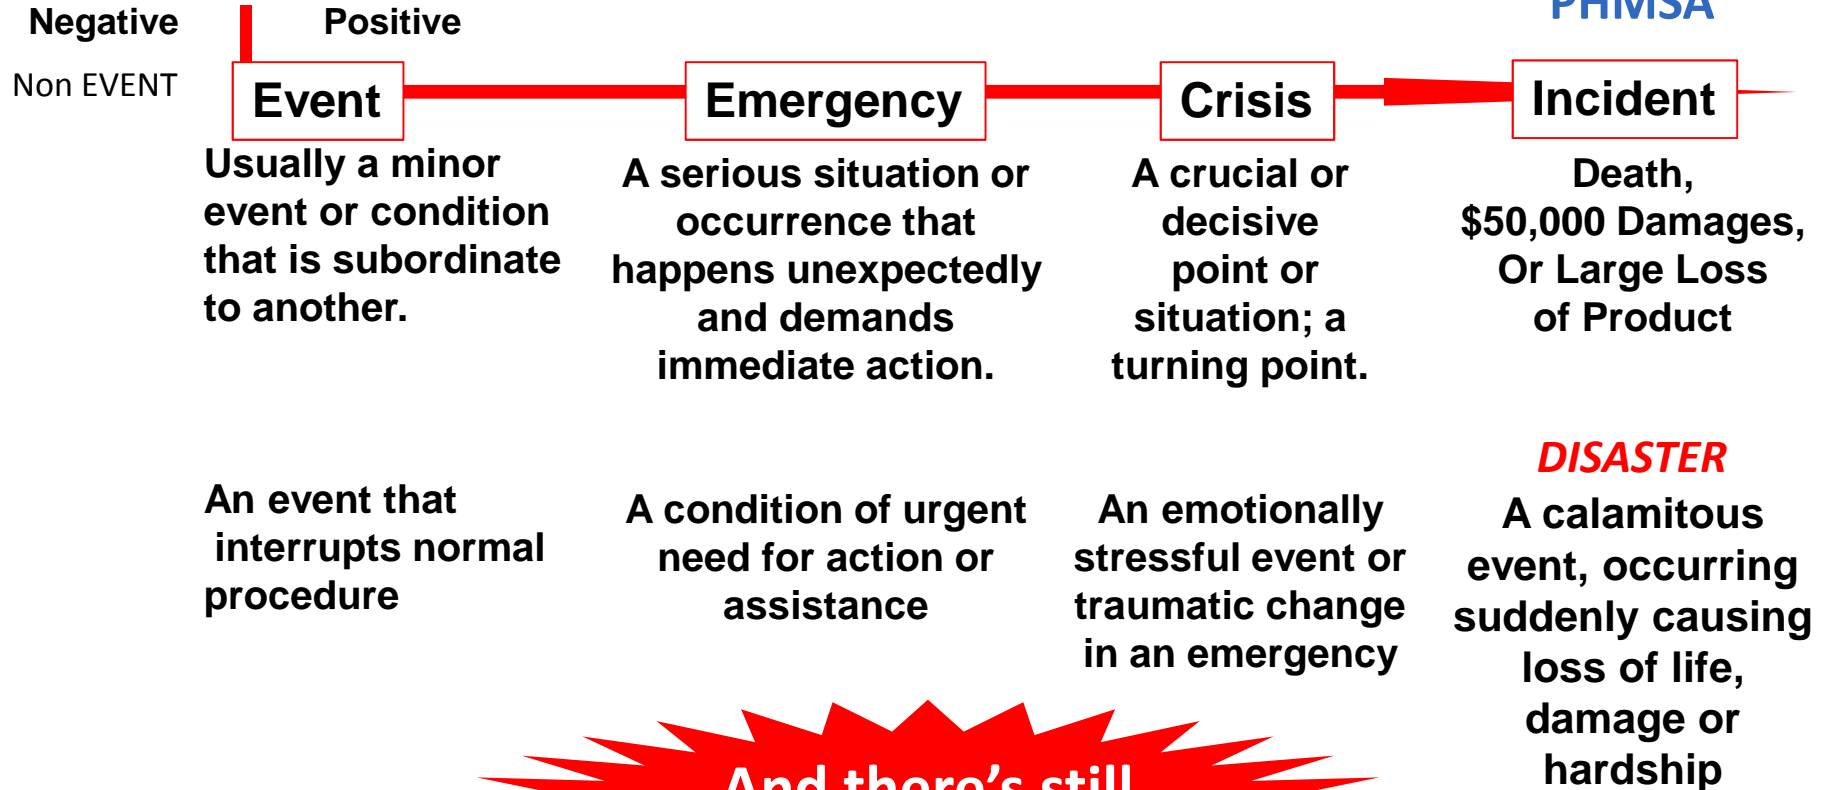 PHMSA
Negative
Positive
Non EVENT
Event
Emergency
Crisis
Incident
Usually a minor
event or condition
that is subordinate
to another.
A serious situation or
occurrence that
happens unexpectedly
and demands
immediate action.
A crucial or
decisive
point or
situation; a
turning point.
Death,
$50,000 Damages,
Or Large Loss
of Product
An event that
interrupts normal
procedure
A condition of urgent
need for action or
assistance
An emotionally
stressful event or
traumatic change
in an emergency
DISASTER
A calamitous
event, occurring
suddenly causing
loss of life,
damage or
hardship
And there's still